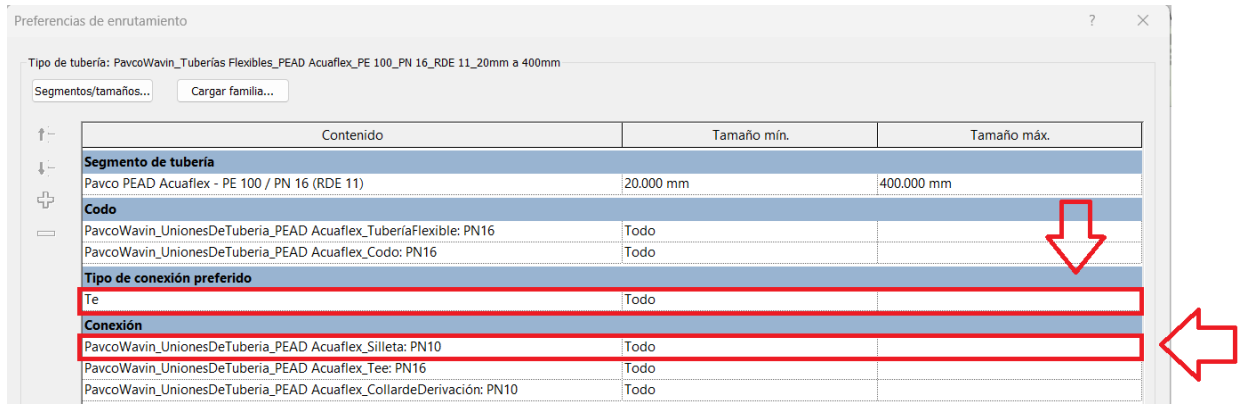 Preferencias de enrutamiento ? ×
Tipo de tubería: PavcoWavin_Tuberías Flexibles_PEAD Acuaflex_PE 100_PN 16_RDE 11_20mm a 400mm
Segmentos/tamaños... Cargar familia...
Contenido Tamaño mín. Tamaño máx.
Segmento de tubería
Pavco PEAD Acuaflex - PE 100 / PN 16 (RDE 11) 20.000 mm 400.000 mm
Codo
PavcoWavin_UnionesDeTuberia_PEAD Acuaflex_TuberíaFlexible: PN16 Todo
PavcoWavin_UnionesDeTuberia_PEAD Acuaflex_Codo: PN16 Todo
Tipo de conexión preferido
Te Todo
Conexión
PavcoWavin_UnionesDeTuberia_PEAD Acuaflex_Silleta: PN10 Todo
PavcoWavin_UnionesDeTuberia_PEAD Acuaflex_Tee: PN16 Todo
PavcoWavin_UnionesDeTuberia_PEAD Acuaflex_CollardeDerivación: PN10 Todo